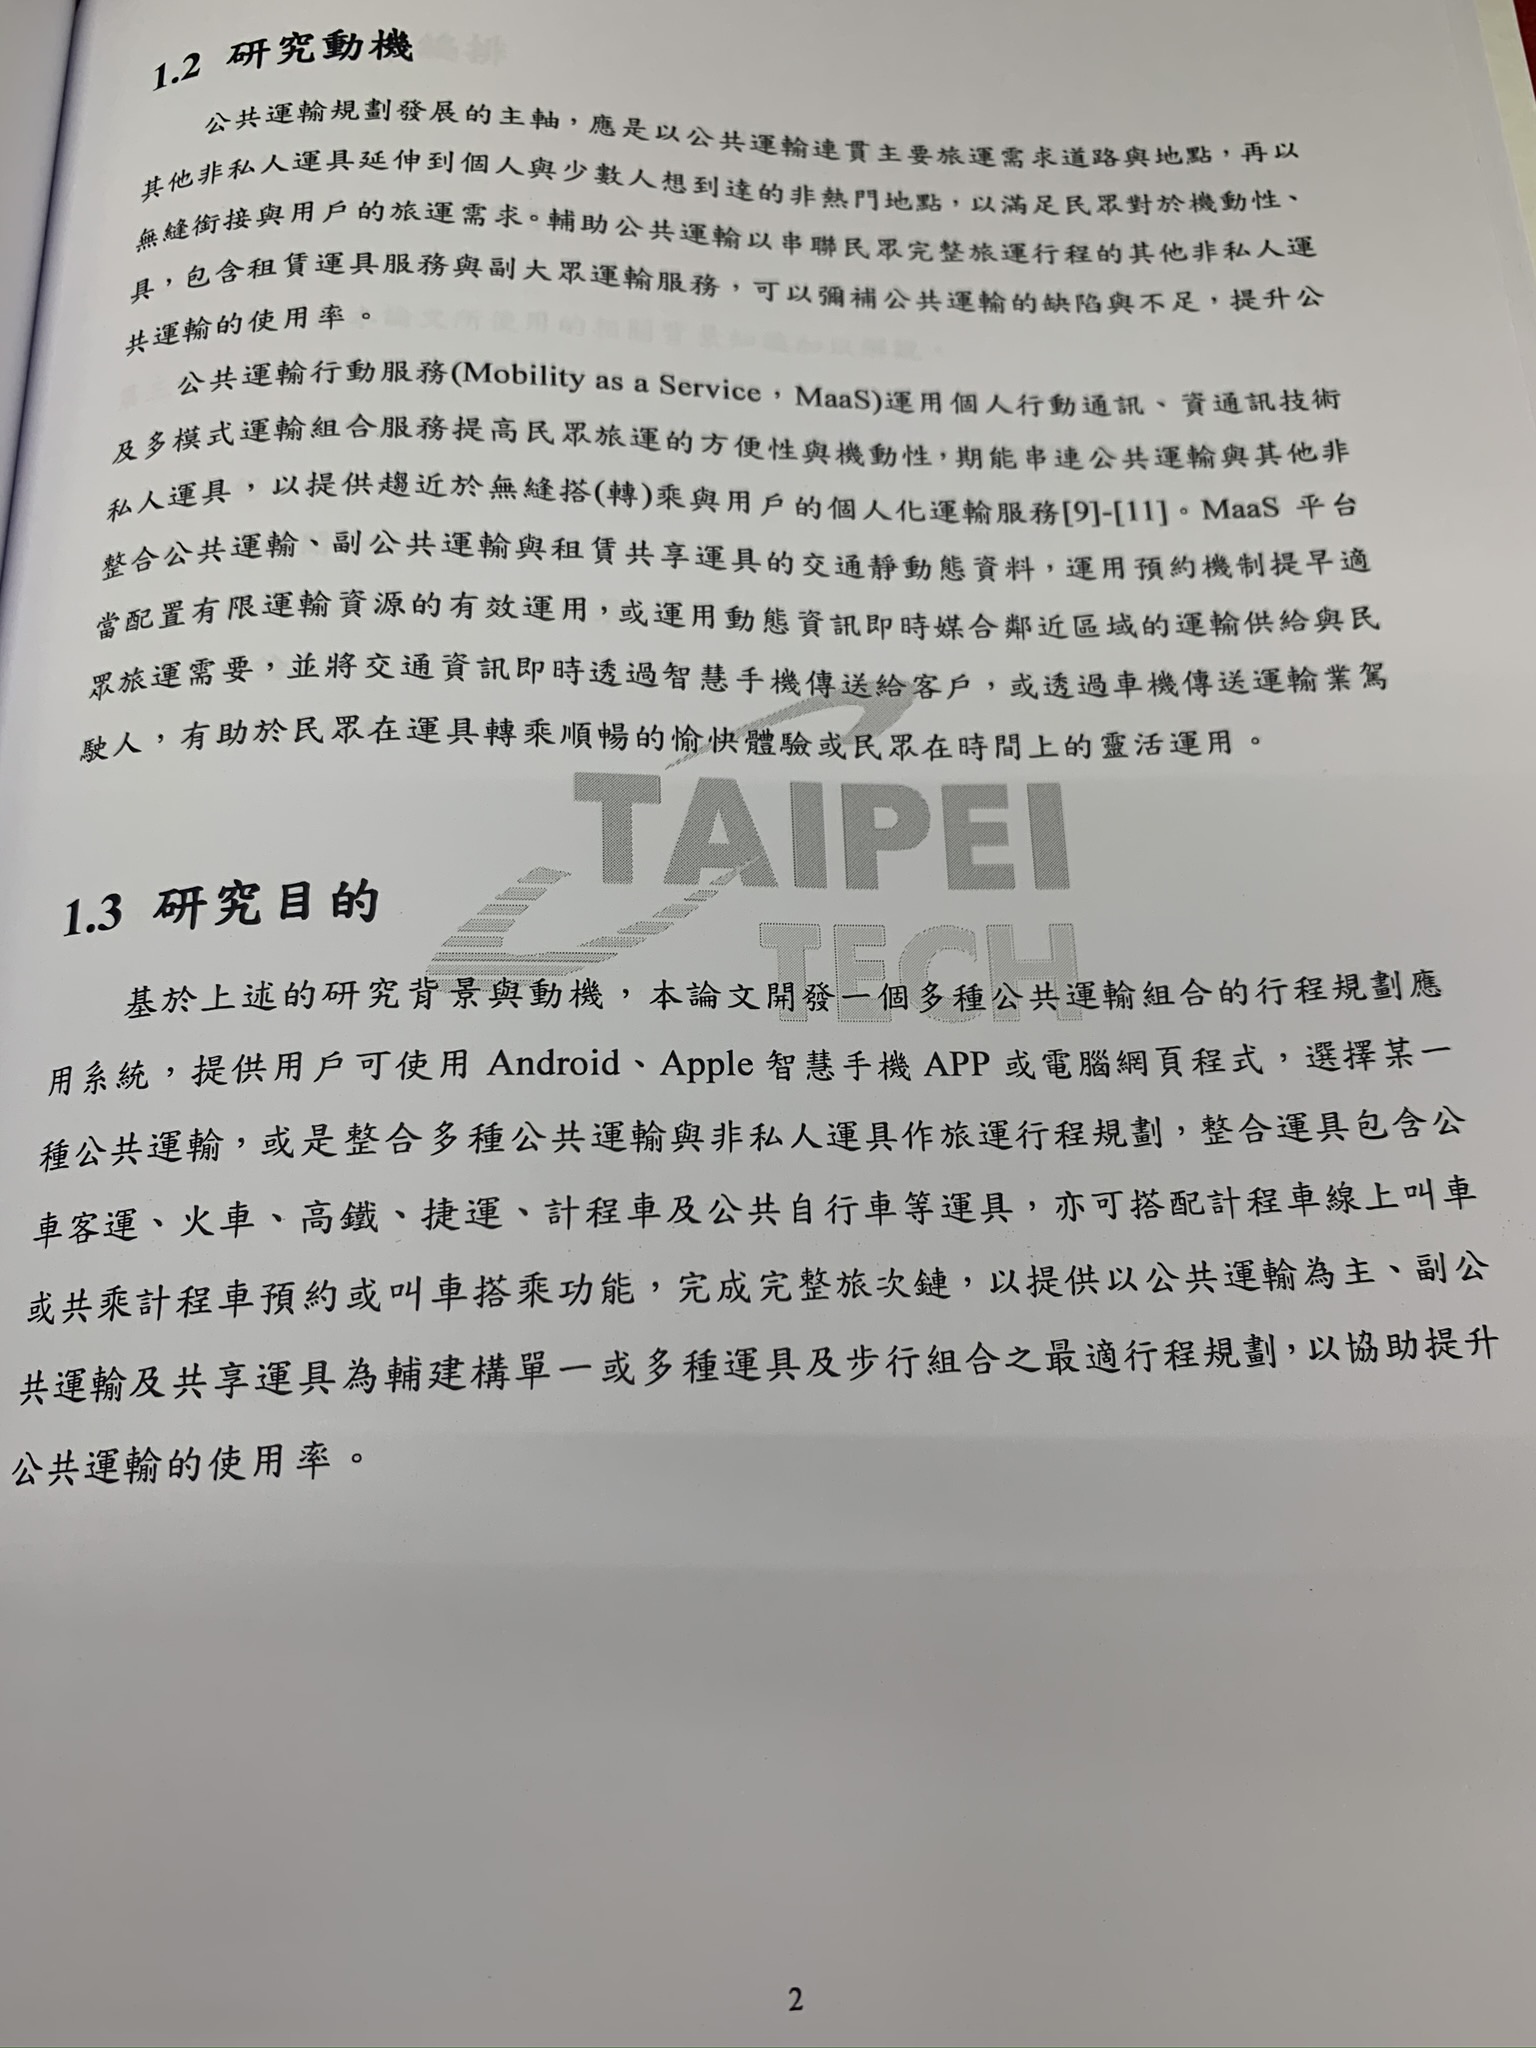 1.2 研究動機
公共運輸規劃發展的主軸，應是以公共運輸連貫主要旅運需求道路與地點，再以
其他非私人運具延伸到個人與少數人想到達的非熱門地點，以滿足民眾對於機動性、
無縫銜接與用戶的旅運需求。輔助公共運輸以串聯民眾完整旅運行程的其他非私人運
具，包含租賃運具服務與副大眾運輸服務，可以彌補公共運輸的缺陷與不足，提升公
共運輸的使用率。
公共運輸行動服務(Mobility as a Service，MaaS)運用個人行動通訊、資通訊技術
及多模式運輸組合服務提高民眾旅運的方便性與機動性，期能串連公共運輸與其他非
私人運具，以提供趨近於無縫搭(轉)乘與用戶的個人化運輸服務[9]-[11]。MaaS 平台
整合公共運輸、副公共運輸與租賃共享運具的交通靜動態資料，運用預約機制提早適
當配置有限運輸資源的有效運用，或運用動態資訊即時媒合鄰近區域的運輸供給與民
眾旅運需要，並將交通資訊即時透過智慧手機傳送給客戶，或透過車機傳送運輸業駕
駛人，有助於民眾在運具轉乘順暢的愉快體驗或民眾在時間上的靈活運用。
TAIPEI
TECH
1.3 研究目的
基於上述的研究背景與動機，本論文開發一個多種公共運輸組合的行程規劃應
用系統，提供用戶可使用 Android、Apple 智慧手機 APP 或電腦網頁程式，選擇某一
種公共運輸，或是整合多種公共運輸與非私人運具作旅運行程規劃，整合運具包含公
車客運、火車、高鐵、捷運、計程車及公共自行車等運具，亦可搭配計程車線上叫車
或共乘計程車預約或叫車搭乘功能，完成完整旅次鏈，以提供以公共運輸為主、副公
共運輸及共享運具為輔建構單一或多種運具及步行組合之最適行程規劃，以協助提升
公共運輸的使用率。
2